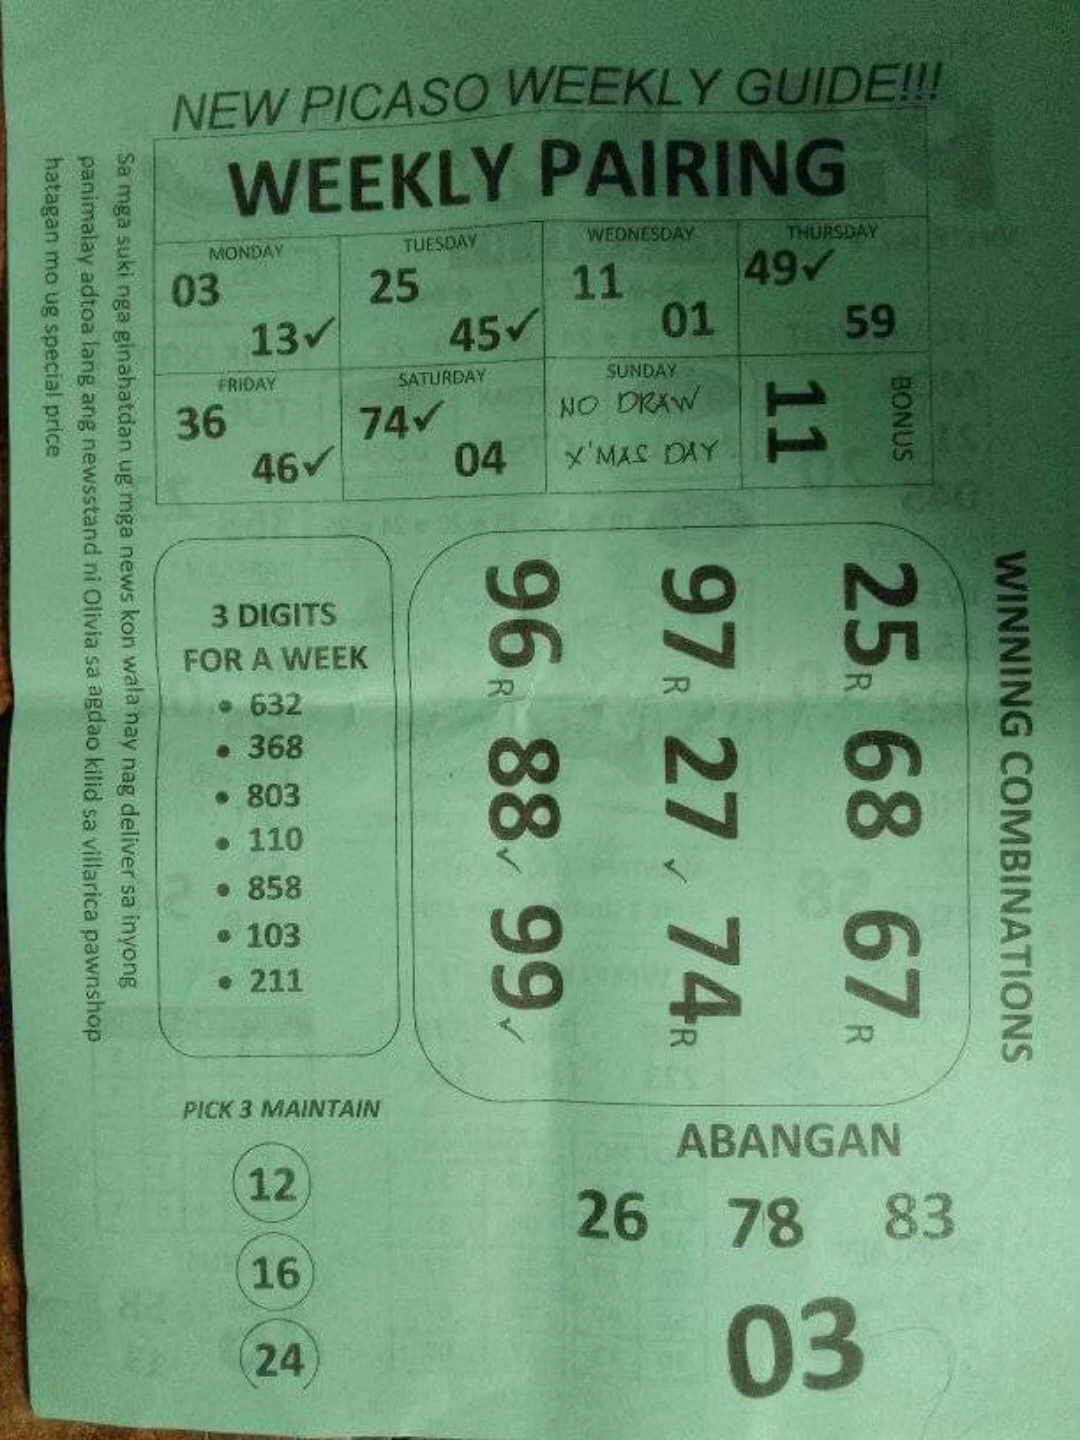 NEW PICASO WEEKLY GUIDE!!!
WEEKLY PAIRING
MONDAY
03
13✓
TUESDAY
25
45✓
WEDNESDAY
11
01
THURSDAY
49✓
59
FRIDAY
36
46✓
SATURDAY
74✓
04
SUNDAY
NO DRAW
X'MAS DAY
BONUS
11
Sa mga suki nga ginahatdan ug mga news kon wala nay nag deliver sa inyong
panimalay adtoa lang ang newsstand ni Olivia sa agdao kilid sa villarica pawnshop
hatagan mo ug special price
3 DIGITS
FOR A WEEK
• 632
• 368
• 803
• 110
• 858
• 103
• 211
WINNING COMBINATIONS
25R 68 67R
97R 27✓ 74R
96R 88✓ 99✓
PICK 3 MAINTAIN
12
16
24
ABANGAN
26 78 83
03